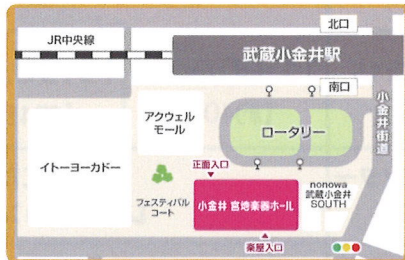 北口
JR中央線
武蔵小金井駅
南口
小金井街道
アクウェル
モール
ロータリー
イトーヨーカドー
正面入口
フェスティバル
コート
小金井 宮地楽器ホール
nonowa
武蔵小金井
SOUTH
楽屋入口